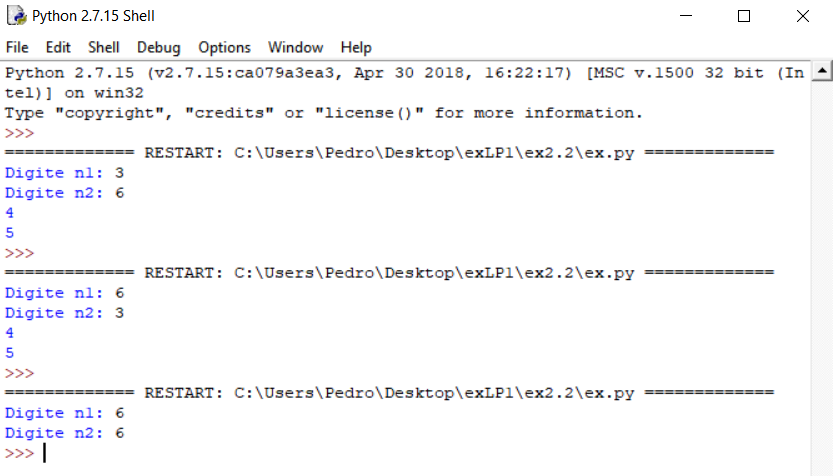 Python 2.7.15 Shell
File Edit Shell Debug Options Window Help
Python 2.7.15 (v2.7.15:ca079a3ea3, Apr 30 2018, 16:22:17) [MSC v.1500 32 bit (In
tel)] on win32
Type "copyright", "credits" or "license()" for more information.
>>>
============= RESTART: C:\Users\Pedro\Desktop\exLP1\ex2.2\ex.py =============
Digite n1: 3
Digite n2: 6
4
5
>>>
============= RESTART: C:\Users\Pedro\Desktop\exLP1\ex2.2\ex.py =============
Digite n1: 6
Digite n2: 3
4
5
>>>
============= RESTART: C:\Users\Pedro\Desktop\exLP1\ex2.2\ex.py =============
Digite n1: 6
Digite n2: 6
>>>